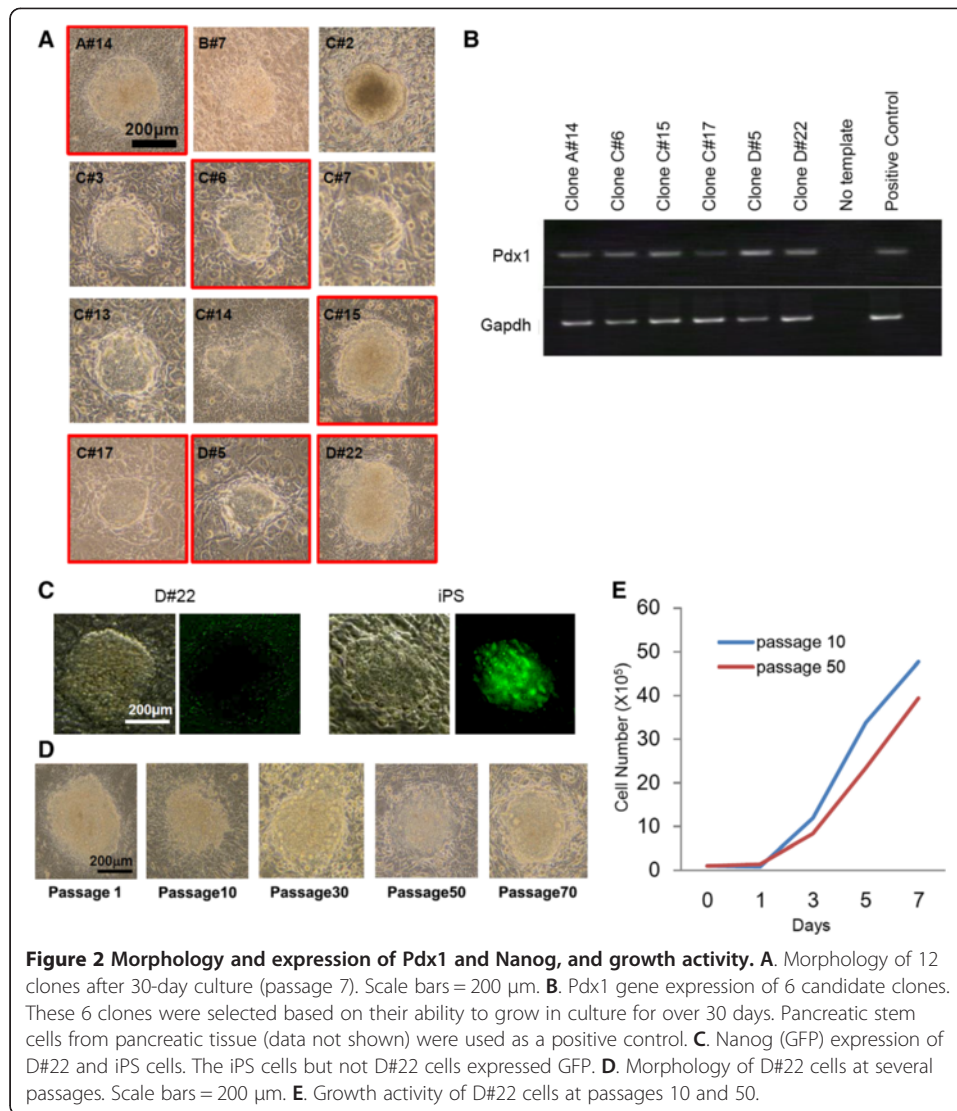 A
A#14
B#7
C#2
200μm
C#3
C#6
C#7
C#13
C#14
C#15
C#17
D#5
D#22
B
Clone A#14
Clone C#6
Clone C#15
Clone C#17
Clone D#5
Clone D#22
No template
Positive Control
Pdx1
Gapdh
C
D#22
iPS
200μm
D
200μm
Passage 1
Passage10
Passage30
Passage50
Passage70
E
60
50
40
30
20
10
0
Cell Number (X10⁵)
passage 10
passage 50
0 1 3 5 7
Days
Figure 2 Morphology and expression of Pdx1 and Nanog, and growth activity. A. Morphology of 12
clones after 30-day culture (passage 7). Scale bars = 200 μm. B. Pdx1 gene expression of 6 candidate clones.
These 6 clones were selected based on their ability to grow in culture for over 30 days. Pancreatic stem
cells from pancreatic tissue (data not shown) were used as a positive control. C. Nanog (GFP) expression of
D#22 and iPS cells. The iPS cells but not D#22 cells expressed GFP. D. Morphology of D#22 cells at several
passages. Scale bars = 200 μm. E. Growth activity of D#22 cells at passages 10 and 50.